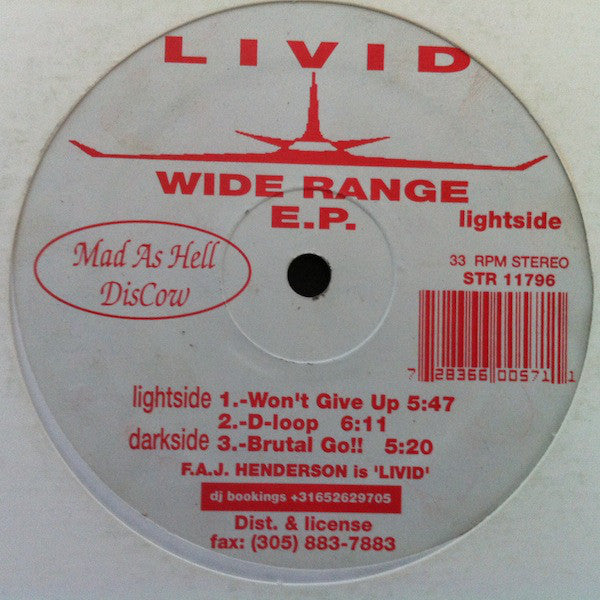 LIVID
WIDE RANGE
E.P.
lightside
Mad As Hell
DisCow
33 RPM STEREO
STR 11796
7 28366 00571 1
lightside 1.-Won't Give Up 5:47
2.-D-loop 6:11
darkside 3.-Brutal Go!! 5:20
F.A.J. HENDERSON is 'LIVID'
dj bookings +31652629705
Dist. & license
fax: (305) 883-7883